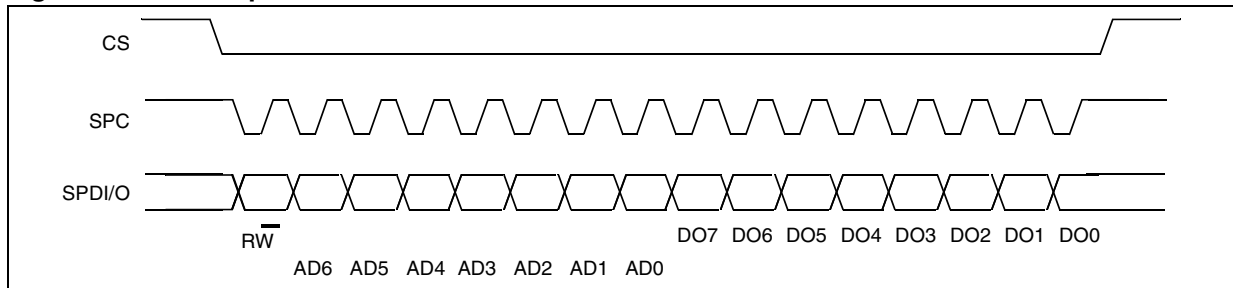 CS
SPC
SPDI/O
RW
DO7 DO6 DO5 DO4 DO3 DO2 DO1 DO0
AD6 AD5 AD4 AD3 AD2 AD1 AD0